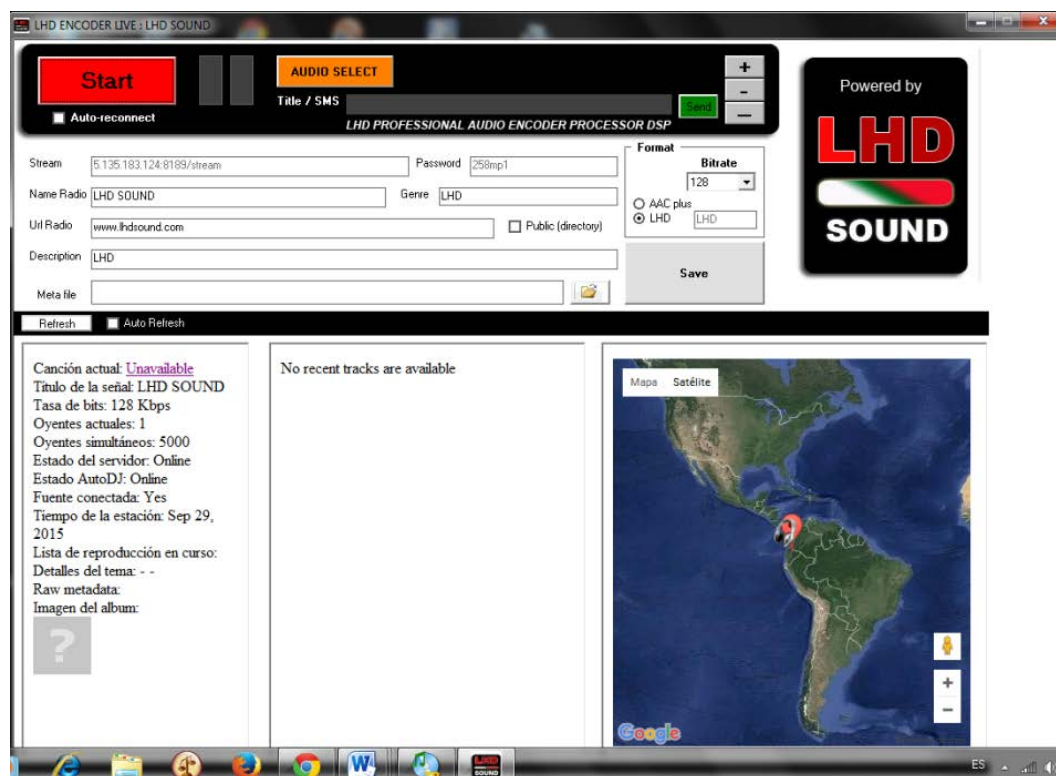 LHD ENCODER LIVE : LHD SOUND
Start
AUDIO SELECT
+
-
—
Title / SMS
Send
Auto-reconnect
LHD PROFESSIONAL AUDIO ENCODER PROCESSOR DSP
Powered by
LHD
SOUND
Stream 5.135.183.124:8189/stream Password 258mp1
Name Radio LHD SOUND Genre LHD
Url Radio www.lhdsound.com Public (directory)
Description LHD
Meta file
Format
Bitrate
128
AAC plus
LHD LHD
Save
Refresh Auto Refresh
Canción actual: Unavailable
Título de la señal: LHD SOUND
Tasa de bits: 128 Kbps
Oyentes actuales: 1
Oyentes simultáneos: 5000
Estado del servidor: Online
Estado AutoDJ: Online
Fuente conectada: Yes
Tiempo de la estación: Sep 29,
2015
Lista de reproducción en curso:
Detalles del tema: - -
Raw metadata:
Imagen del album:
?
No recent tracks are available
Mapa Satélite
+
−
Google
W
LHD
SOUND
ES